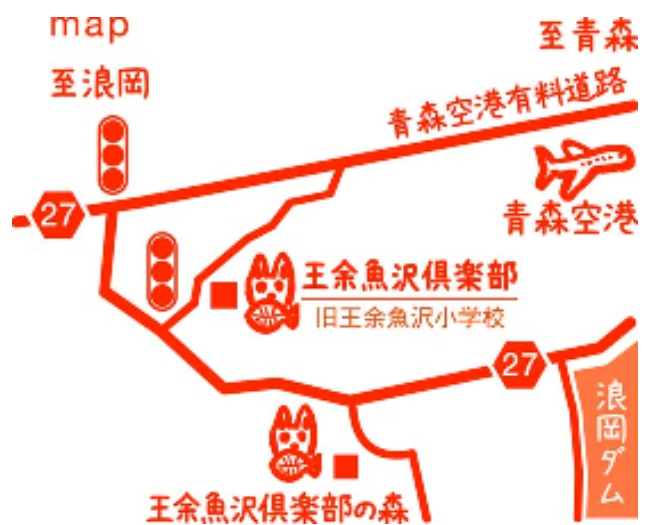 map
至浪岡
至青森
青森空港有料道路
27
青森空港
王余魚沢倶楽部
旧王余魚沢小学校
27
浪岡ダム
王余魚沢倶楽部の森